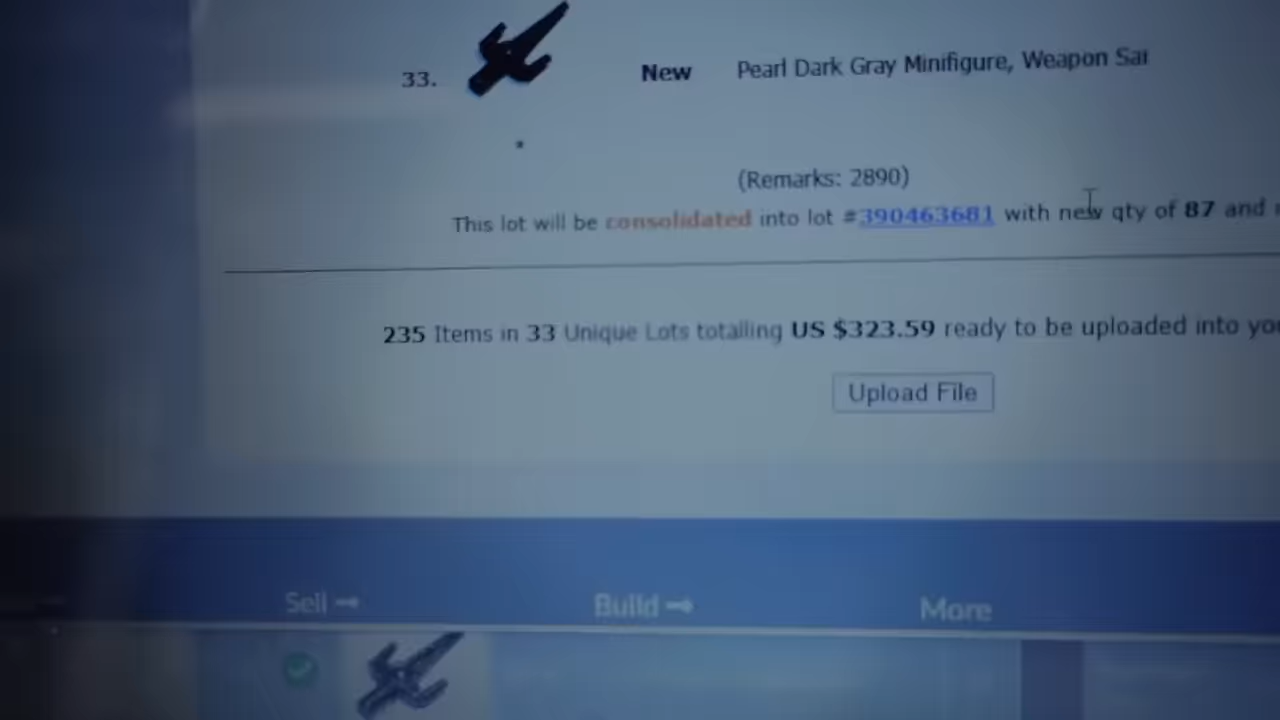 33.
New Pearl Dark Gray Minifigure, Weapon Sai
*
(Remarks: 2890)
This lot will be consolidated into lot #390463681 with new qty of 87 and
235 Items in 33 Unique Lots totalling US $323.59 ready to be uploaded into
Upload File
Sell Build More